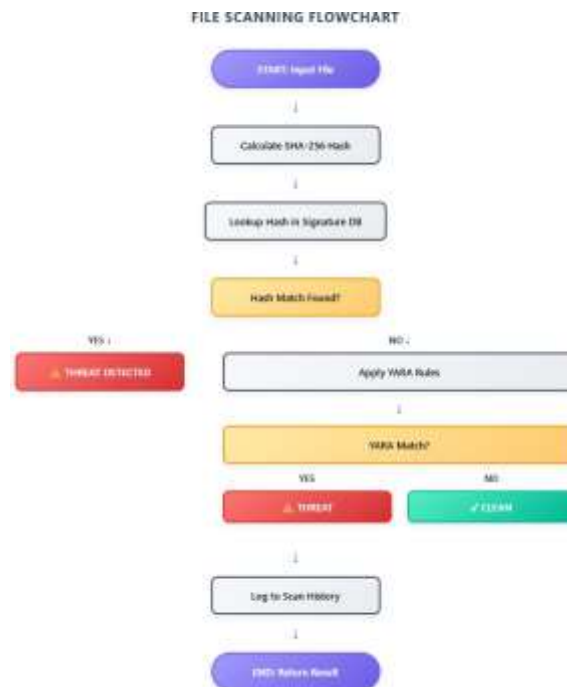 FILE SCANNING FLOWCHART
START: Input File
↓
Calculate SHA-256 Hash
↓
Lookup Hash in Signature DB
↓
Hash Match Found?
YES ↓
NO ↓
⚠ THREAT DETECTED
Apply YARA Rules
↓
YARA Match?
YES
NO
⚠ THREAT
✓ CLEAN
↓
Log to Scan History
↓
END: Return Result